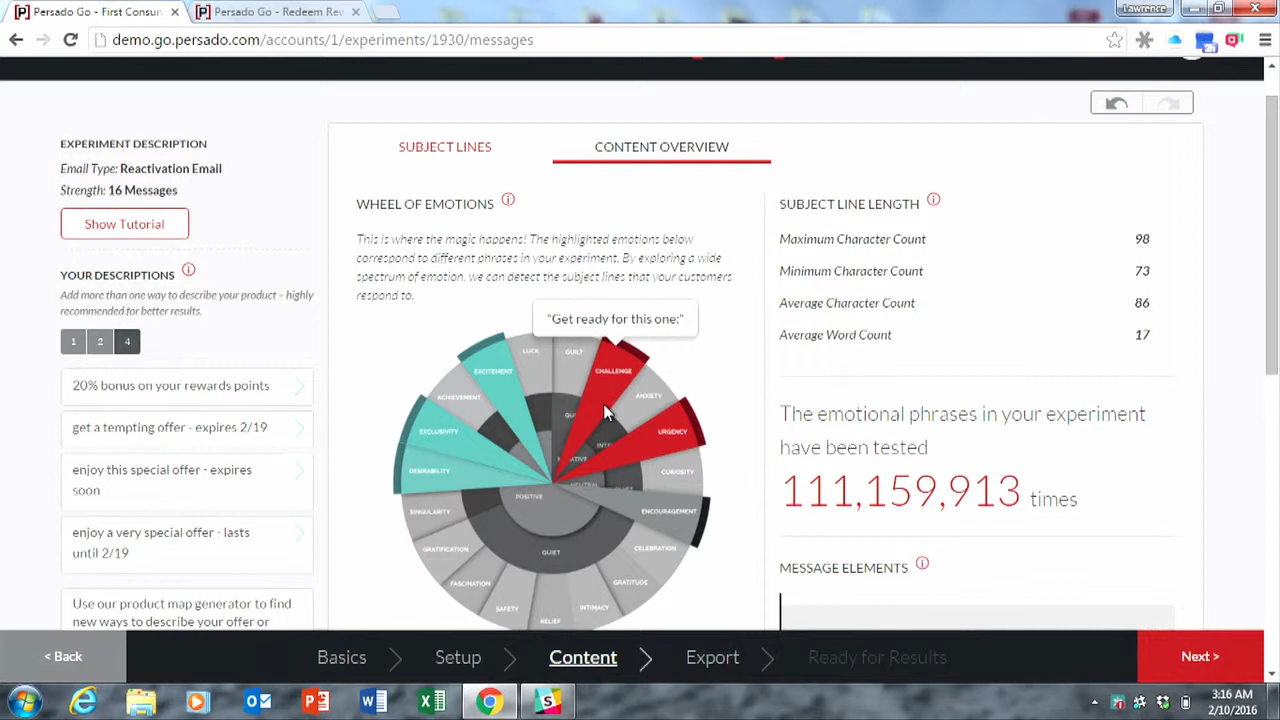 Persado Go - First Consun
Persado Go - Redeem Rev
Lawrence
demo.go.persado.com/accounts/1/experiments/1930/messages
EXPERIMENT DESCRIPTION
Email Type: Reactivation Email
Strength: 16 Messages
Show Tutorial
YOUR DESCRIPTIONS
Add more than one way to describe your product – highly
recommended for better results.
1 2 4
20% bonus on your rewards points
get a tempting offer - expires 2/19
enjoy this special offer - expires
soon
enjoy a very special offer - lasts
until 2/19
Use our product map generator to find
new ways to describe your offer or
SUBJECT LINES
CONTENT OVERVIEW
WHEEL OF EMOTIONS
This is where the magic happens! The highlighted emotions below
correspond to different phrases in your experiment. By exploring a wide
spectrum of emotion, we can detect the subject lines that your customers
respond to.
"Get ready for this one:"
LUCK
GUILT
EXCITEMENT
CHALLENGE
ACHIEVEMENT
ANXIETY
EXCLUSIVITY
URGENCY
DESIRABILITY
CURIOSITY
POSITIVE
NEUTRAL
SINGULARITY
ENCOURAGEMENT
GRATIFICATION
QUIET
CELEBRATION
FASCINATION
GRATITUDE
SAFETY
INTIMACY
RELIEF
SUBJECT LINE LENGTH
Maximum Character Count 98
Minimum Character Count 73
Average Character Count 86
Average Word Count 17
The emotional phrases in your experiment
have been tested
111,159,913 times
MESSAGE ELEMENTS
< Back
Basics
Setup
Content
Export
Ready for Results
Next >
3:16 AM
2/10/2016